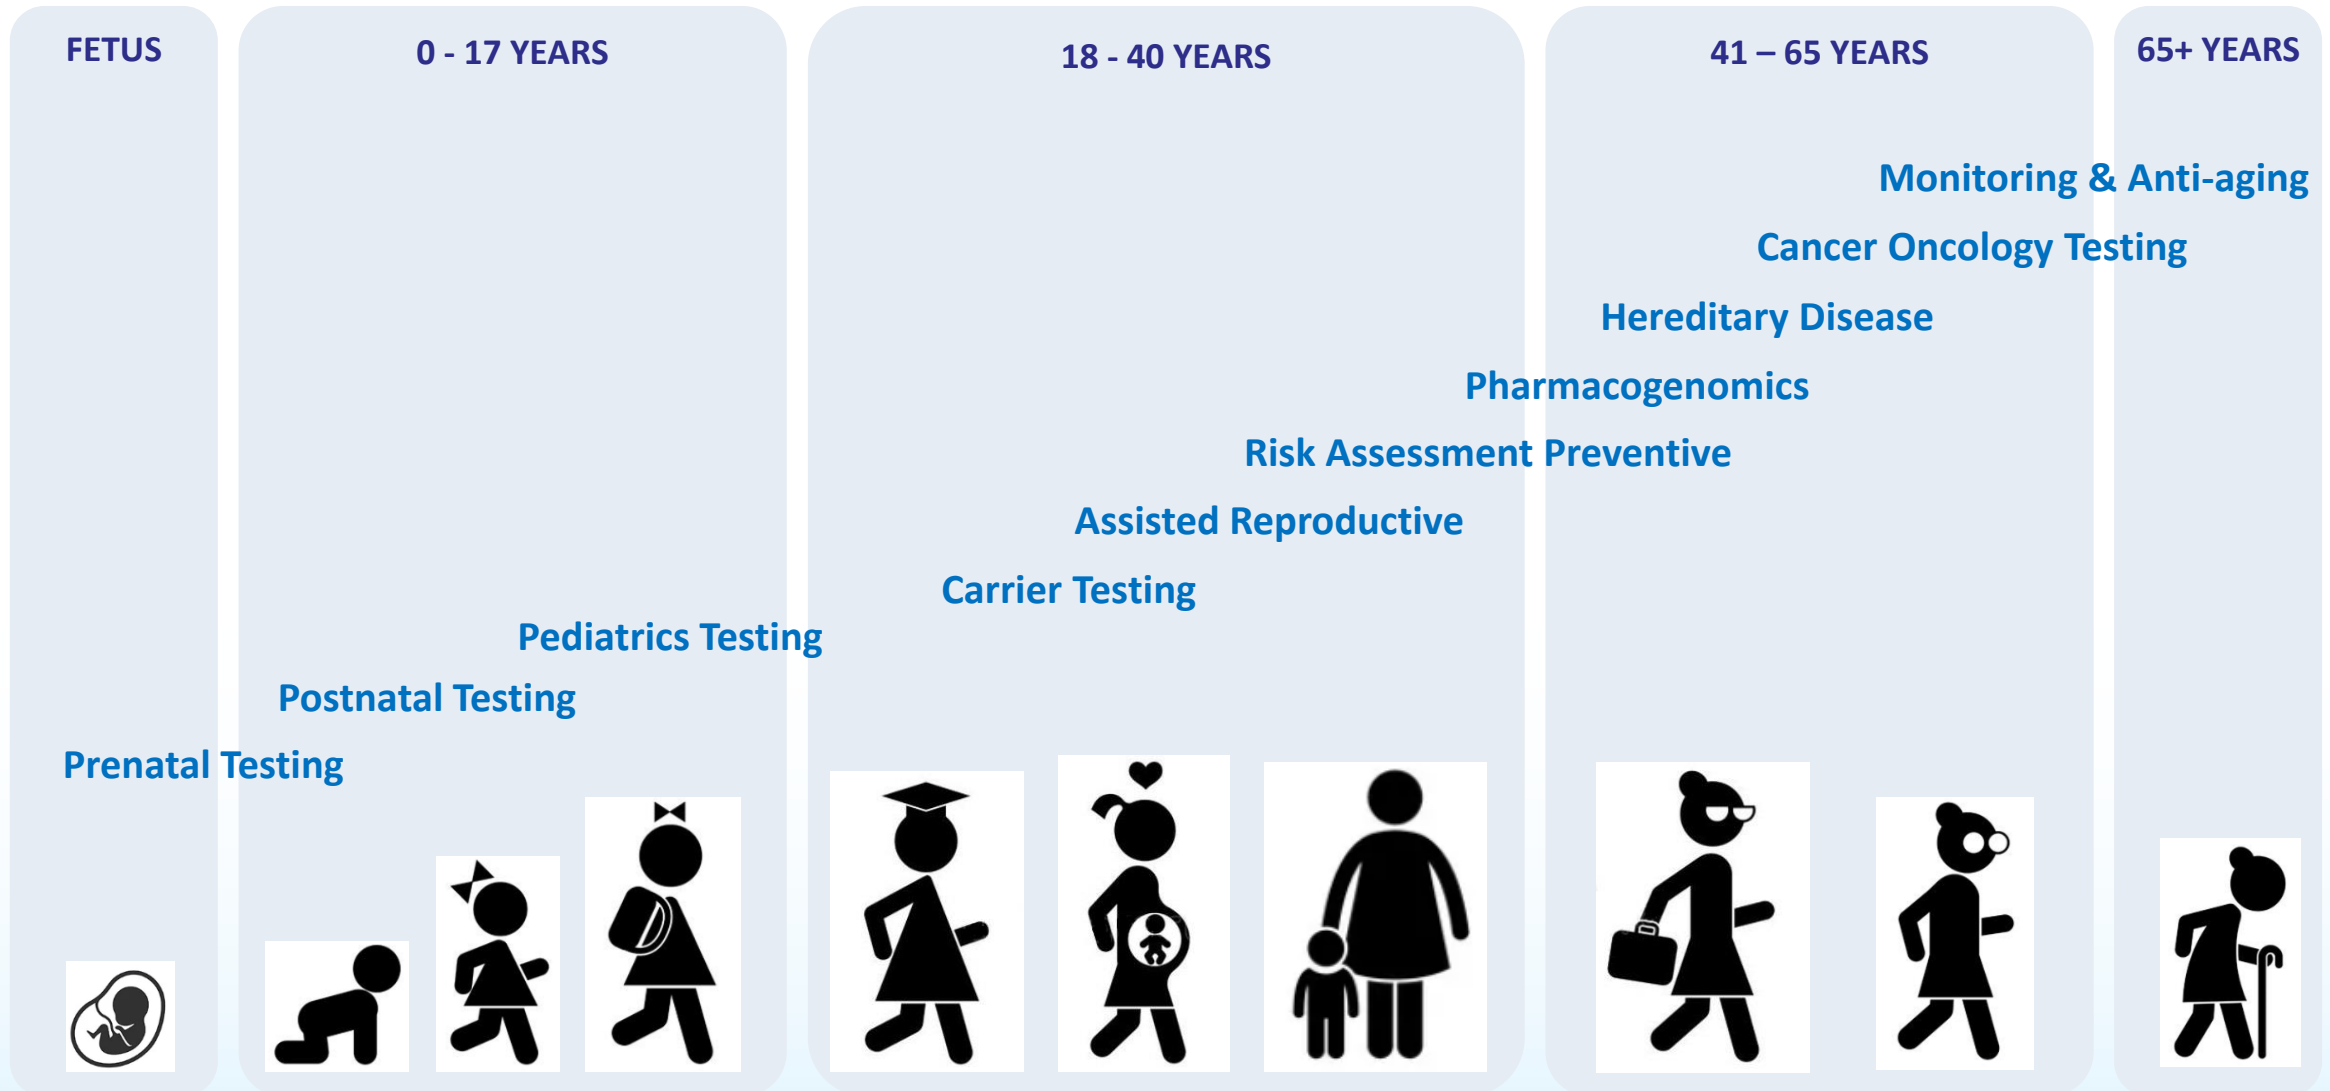 FETUS
0 - 17 YEARS
18 - 40 YEARS
41 – 65 YEARS
65+ YEARS
Monitoring & Anti-aging
Cancer Oncology Testing
Hereditary Disease
Pharmacogenomics
Risk Assessment Preventive
Assisted Reproductive
Carrier Testing
Pediatrics Testing
Postnatal Testing
Prenatal Testing